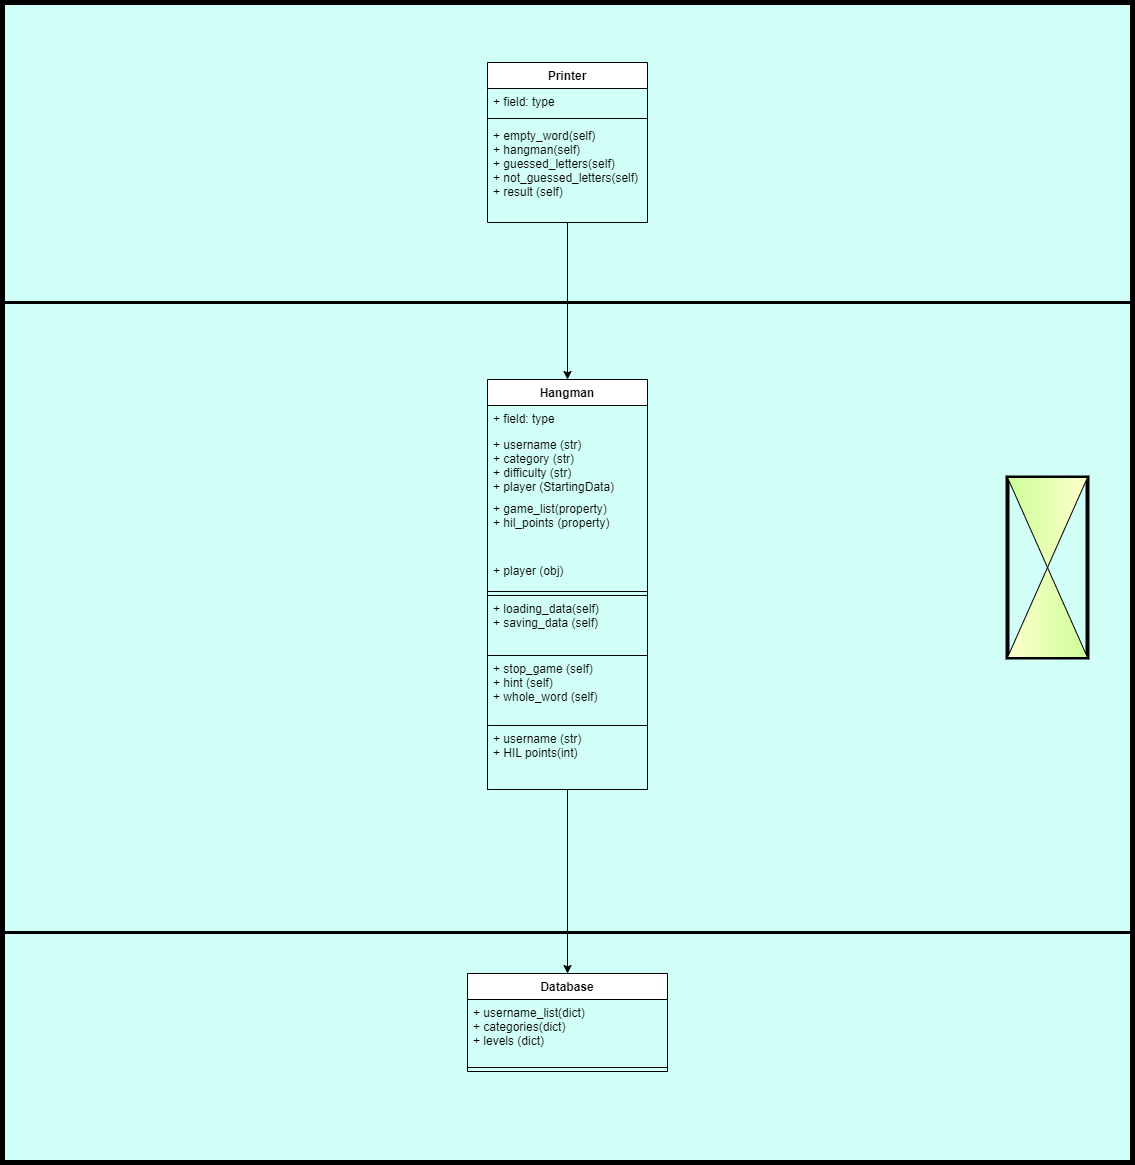 Printer
+ field: type
+ empty_word(self)
+ hangman(self)
+ guessed_letters(self)
+ not_guessed_letters(self)
+ result (self)
Hangman
+ field: type
+ username (str)
+ category (str)
+ difficulty (str)
+ player (StartingData)
+ game_list(property)
+ hil_points (property)
+ player (obj)
+ loading_data(self)
+ saving_data (self)
+ stop_game (self)
+ hint (self)
+ whole_word (self)
+ username (str)
+ HIL points(int)
Database
+ username_list(dict)
+ categories(dict)
+ levels (dict)